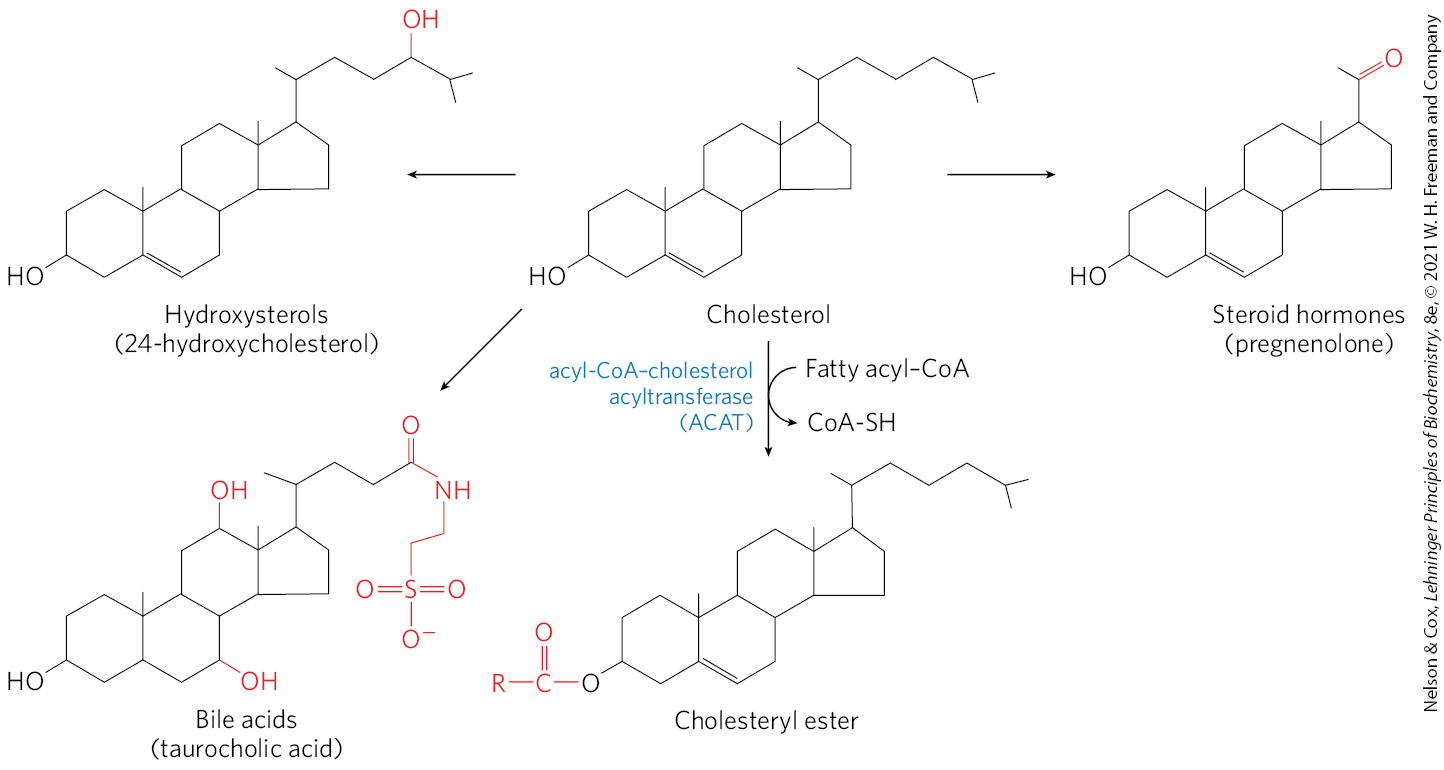 OH
HO
Hydroxysterols
(24-hydroxycholesterol)
HO
Cholesterol
O
HO
Steroid hormones
(pregnenolone)
acyl-CoA–cholesterol
acyltransferase
(ACAT)
Fatty acyl–CoA
CoA-SH
O
NH
OH
O S O
O−
HO
OH
Bile acids
(taurocholic acid)
O
R C O
Cholesteryl ester
Nelson & Cox, Lehninger Principles of Biochemistry, 8e, © 2021 W. H. Freeman and Company